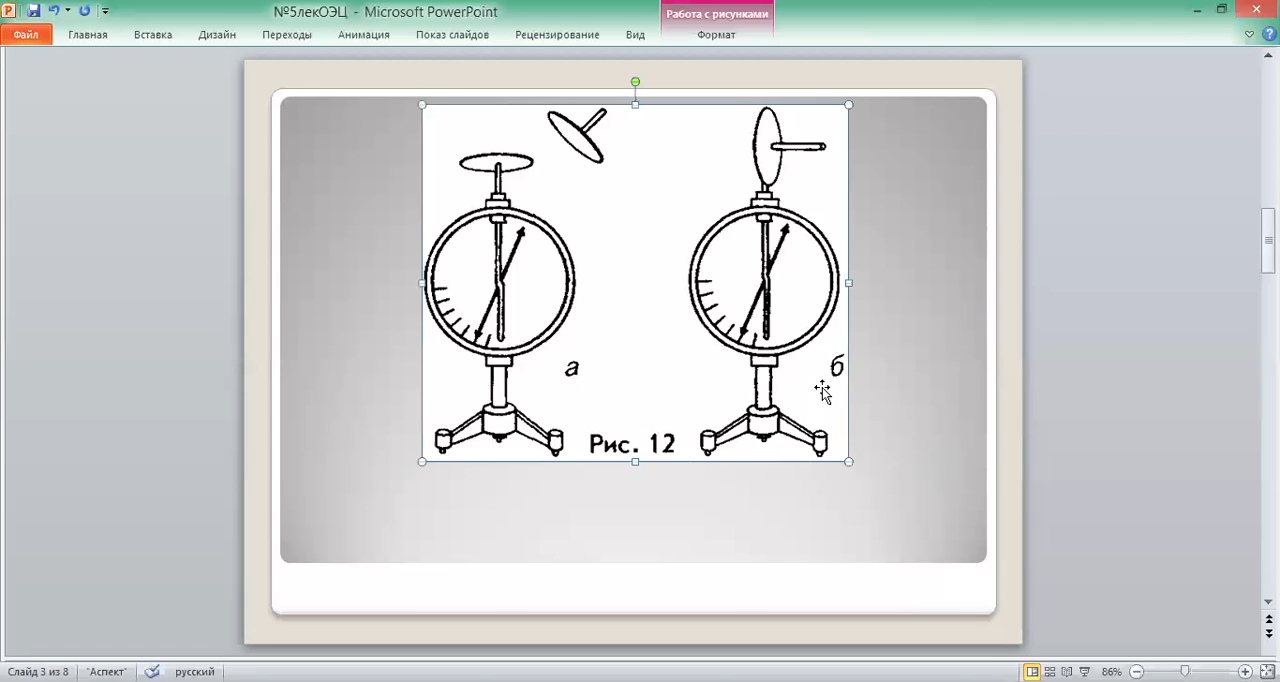 №5лекОЭЦ - Microsoft PowerPoint
Работа с рисунками
Файл Главная Вставка Дизайн Переходы Анимация Показ слайдов Рецензирование Вид Формат
а
б
Рис. 12
Слайд 3 из 8 "Аспект" русский 86%